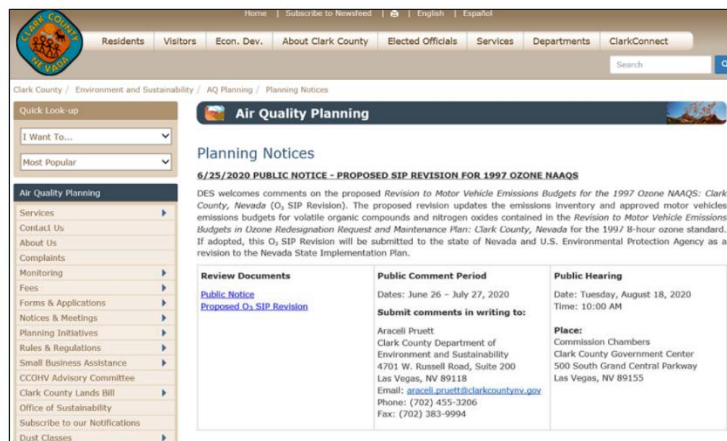 Home | Subscribe to Newsfeed | | English | Español
CLARK COUNTY
NEVADA
Residents Visitors Econ. Dev. About Clark County Elected Officials Services Departments ClarkConnect
Search
Clark County / Environment and Sustainability / AQ Planning / Planning Notices
Quick Look-up
I Want To...
Most Popular
Air Quality Planning
Services
Contact Us
About Us
Complaints
Monitoring
Fees
Forms & Applications
Notices & Meetings
Planning Initiatives
Rules & Regulations
Small Business Assistance
CCOHV Advisory Committee
Clark County Lands Bill
Office of Sustainability
Subscribe to our Notifications
Dust Classes
Air Quality Planning
Planning Notices
6/25/2020 PUBLIC NOTICE - PROPOSED SIP REVISION FOR 1997 OZONE NAAQS
DES welcomes comments on the proposed Revision to Motor Vehicle Emissions Budgets for the 1997 Ozone NAAQS: Clark
County, Nevada (O₃ SIP Revision). The proposed revision updates the emissions inventory and approved motor vehicles
emissions budgets for volatile organic compounds and nitrogen oxides contained in the Revision to Motor Vehicle Emissions
Budgets in Ozone Redesignation Request and Maintenance Plan: Clark County, Nevada for the 1997 8-hour ozone standard.
If adopted, this O₃ SIP Revision will be submitted to the state of Nevada and U.S. Environmental Protection Agency as a
revision to the Nevada State Implementation Plan.
Review Documents
Public Notice
Proposed O₃ SIP Revision
Public Comment Period
Dates: June 26 – July 27, 2020
Submit comments in writing to:
Araceli Pruett
Clark County Department of
Environment and Sustainability
4701 W. Russell Road, Suite 200
Las Vegas, NV 89118
Email: araceli.pruett@clarkcountynv.gov
Phone: (702) 455-3206
Fax: (702) 383-9994
Public Hearing
Date: Tuesday, August 18, 2020
Time: 10:00 AM
Place:
Commission Chambers
Clark County Government Center
500 South Grand Central Parkway
Las Vegas, NV 89155